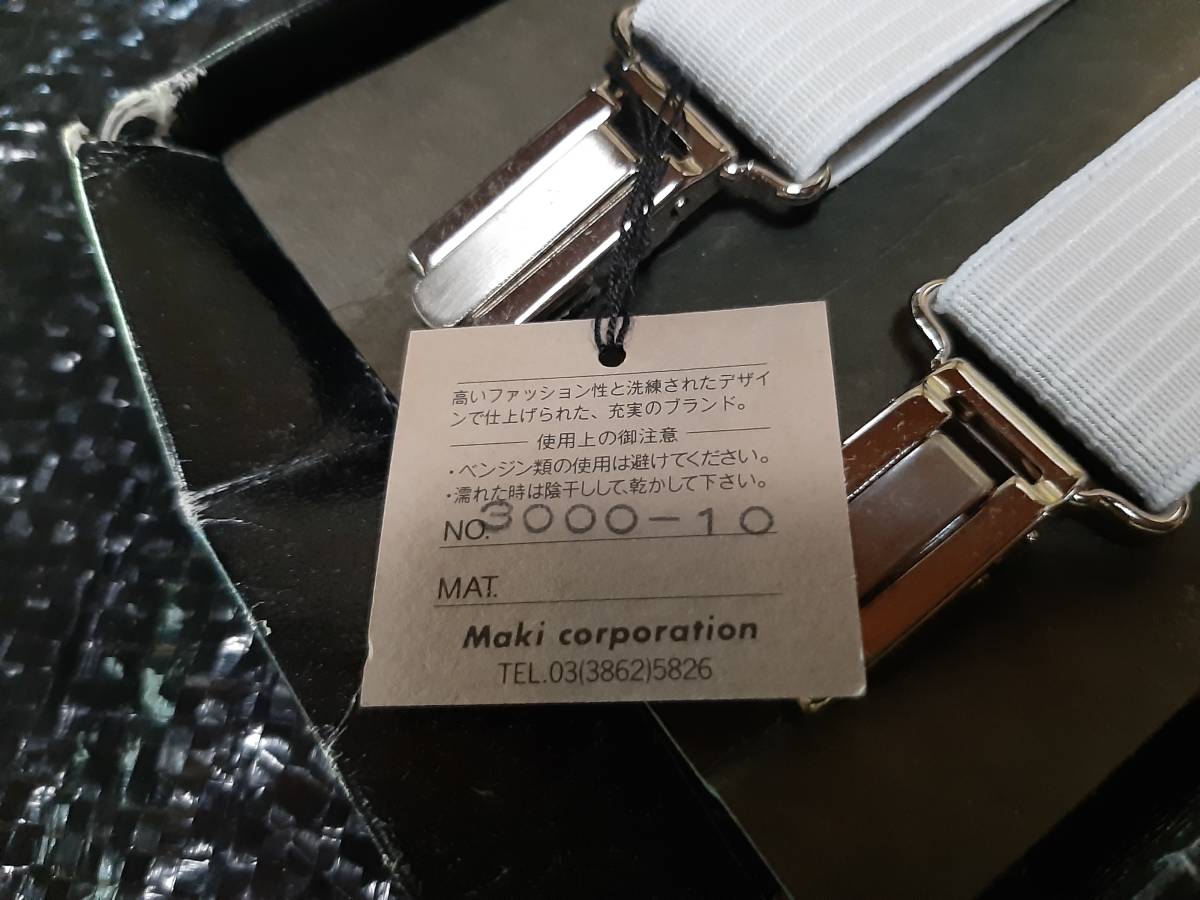 高いファッション性と洗練されたデザイ
ンで仕上げられた、充実のブランド。
使用上の御注意
・ベンジン類の使用は避けてください。
・濡れた時は陰干しして、乾かして下さい。
NO.3000-10
MAT.
Maki corporation
TEL.03(3862)5826